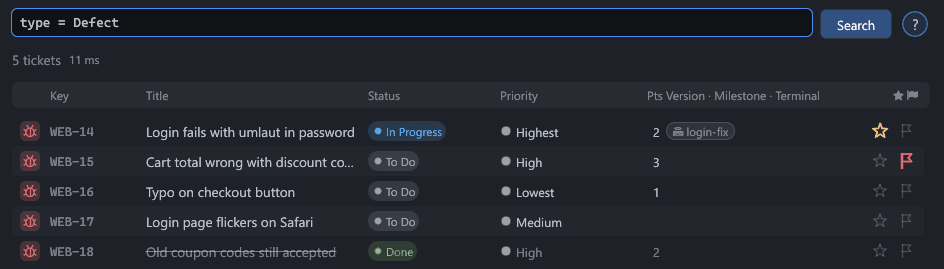 type = Defect Search ?
5 tickets 11 ms
Key Title Status Priority Pts Version · Milestone · Terminal
WEB-14 Login fails with umlaut in password In Progress Highest 2 login-fix
WEB-15 Cart total wrong with discount co... To Do High 3
WEB-16 Typo on checkout button To Do Lowest 1
WEB-17 Login page flickers on Safari To Do Medium
WEB-18 Old coupon codes still accepted Done High 2